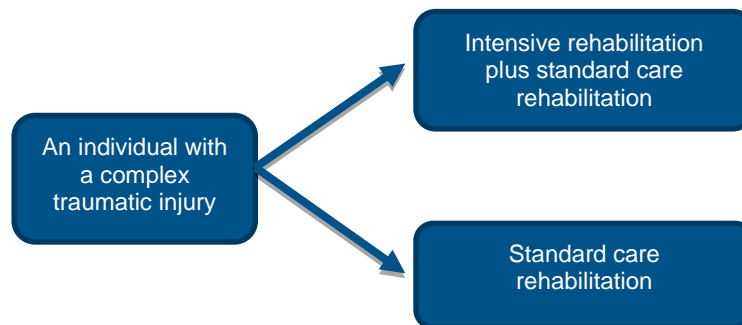 Intensive rehabilitation
plus standard care
rehabilitation
An individual with
a complex
traumatic injury
Standard care
rehabilitation